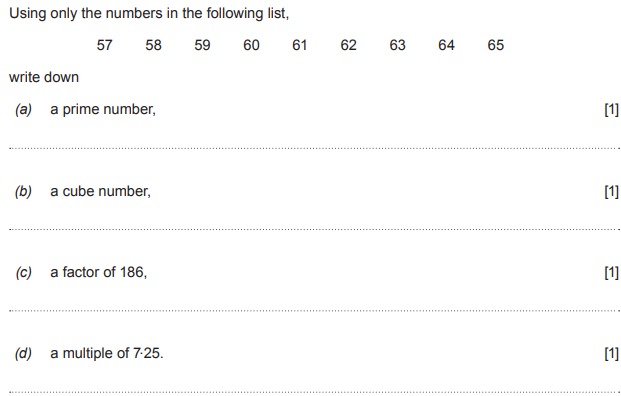 Using only the numbers in the following list,
57 58 59 60 61 62 63 64 65
write down
(a) a prime number, [1]
(b) a cube number, [1]
(c) a factor of 186, [1]
(d) a multiple of 7·25. [1]